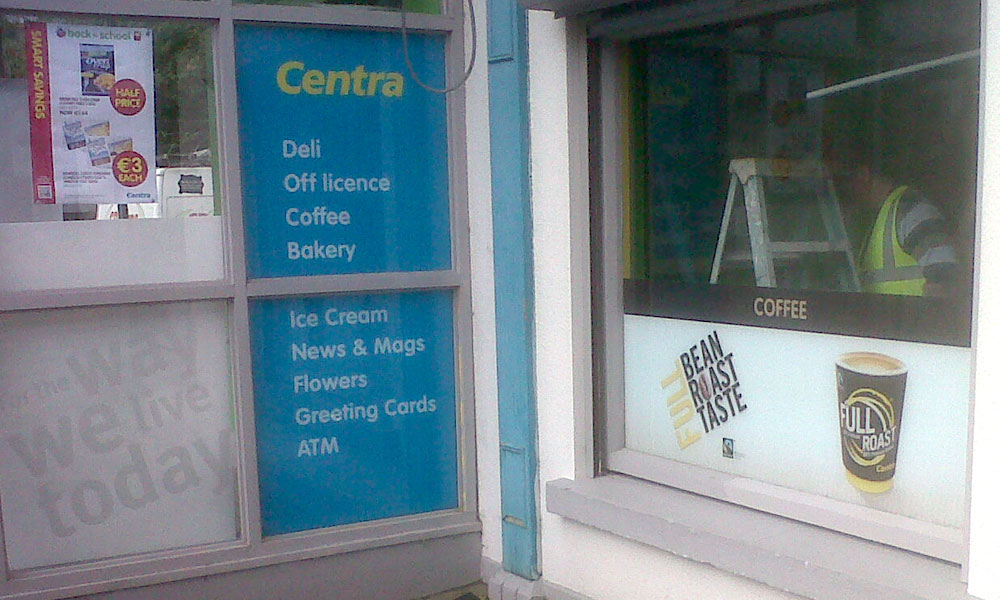 SMART SAVINGS
back to school
HALF
PRICE
€3
EACH
Centra
Centra
Deli
Off licence
Coffee
Bakery
Ice Cream
News & Mags
Flowers
Greeting Cards
ATM
the way
we live
today
COFFEE
FULL
BEAN
ROAST
TASTE
FULL
ROAST
Centra